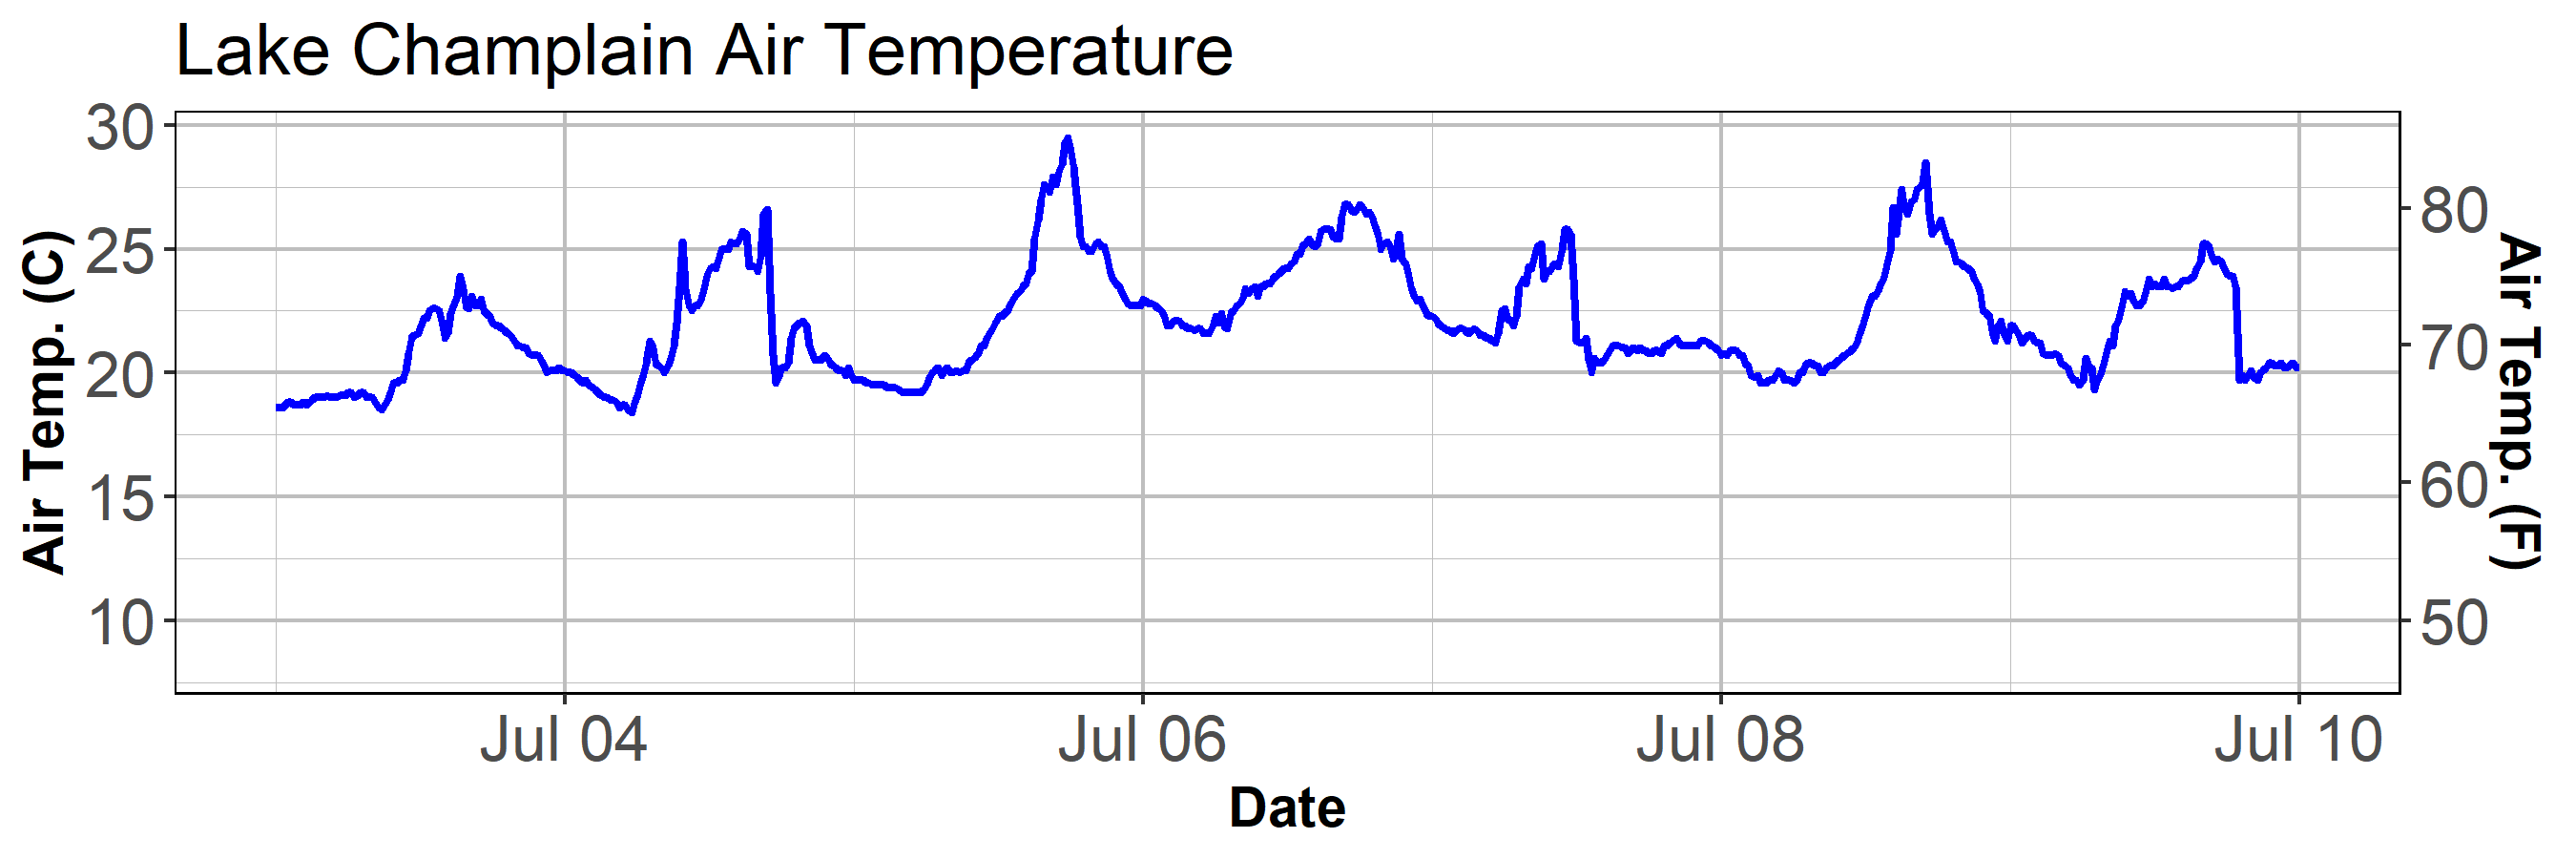 Lake Champlain Air Temperature
Air Temp. (C)
30
25
20
15
10
80
70
60
50
Air Temp. (F)
Jul 04
Jul 06
Jul 08
Jul 10
Date